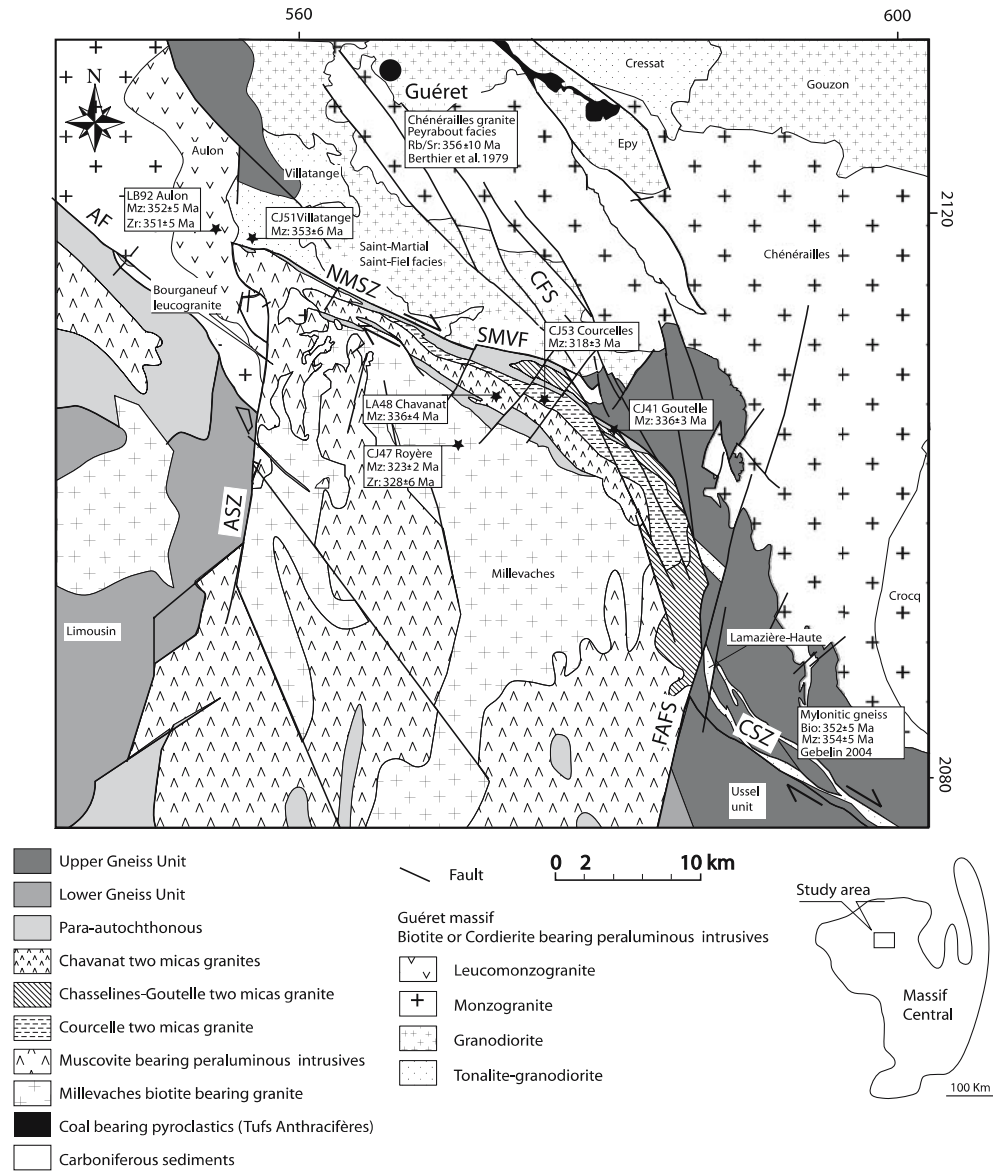 560
600
N
Guéret
Cressat
Gouzon
Chénérailles granite
Peyrabout facies
Rb/Sr: 356±10 Ma
Berthier et al. 1979
Epy
Aulon
Villatange
LB92 Aulon
Mz: 352±5 Ma
Zr: 351±5 Ma
CJ51Villatange
Mz: 353±6 Ma
2120
AF
Saint-Martial
Saint-Fiel facies
Chénérailles
Bourganeuf
leucogranite
NMSZ
CFS
SMVF
CJ53 Courcelles
Mz: 318±3 Ma
LA48 Chavanat
Mz: 336±4 Ma
CJ41 Goutelle
Mz: 336±3 Ma
CJ47 Royère
Mz: 323±2 Ma
Zr: 328±6 Ma
ASZ
Millevaches
Crocq
Limousin
Lamazière-Haute
FAFS
CSZ
Mylonitic gneiss
Bio: 352±5 Ma
Mz: 354±5 Ma
Gebelin 2004
2080
Ussel
unit
Upper Gneiss Unit
Lower Gneiss Unit
Para-autochthonous
Chavanat two micas granites
Chasselines-Goutelle two micas granite
Courcelle two micas granite
Muscovite bearing peraluminous intrusives
Millevaches biotite bearing granite
Coal bearing pyroclastics (Tufs Anthracifères)
Carboniferous sediments
Fault
0 2 10 km
Guéret massif
Biotite or Cordierite bearing peraluminous intrusives
Leucomonzogranite
Monzogranite
Granodiorite
Tonalite-granodiorite
Study area
Massif
Central
100 Km